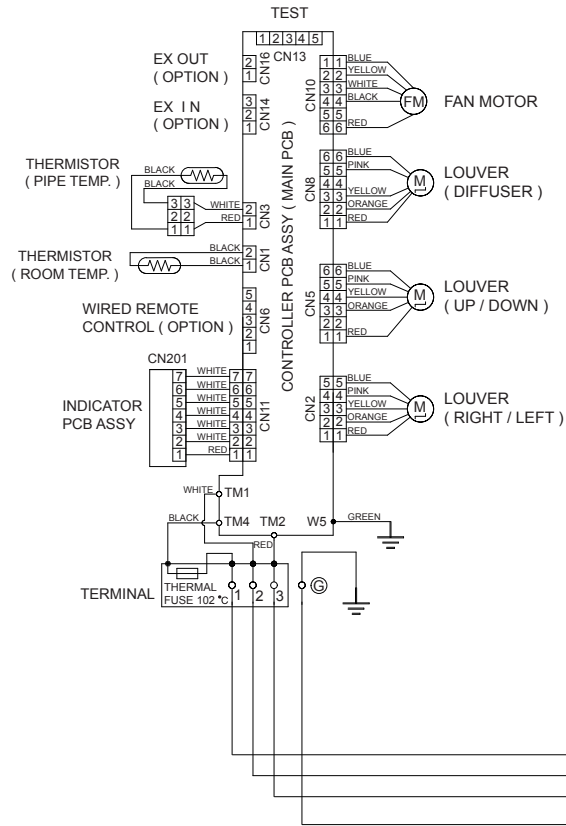 TEST
1 2 3 4 5
CN13
EX OUT
( OPTION )
2
1
CN16
EX I N
( OPTION )
3
2
1
CN14
THERMISTOR
( PIPE TEMP. )
BLACK
BLACK
3 3
2 2
1 1
WHITE
RED
2
1
CN3
THERMISTOR
( ROOM TEMP. )
BLACK
BLACK
2
1
CN1
WIRED REMOTE
CONTROL ( OPTION )
5
4
3
2
1
CN6
CN201
INDICATOR
PCB ASSY
7 WHITE 7 7
6 WHITE 6 6
5 WHITE 5 5
4 WHITE 4 4
3 WHITE 3 3
2 WHITE 2 2
1 RED 1 1
CN11
CONTROLLER PCB ASSY ( MAIN PCB )
CN10
1 1 BLUE
2 2 YELLOW
3 3 WHITE
4 4 BLACK
5 5
6 6 RED
FM
FAN MOTOR
CN8
6 6 BLUE
5 5 PINK
4 4
3 3 YELLOW
2 2 ORANGE
1 1 RED
M
LOUVER
( DIFFUSER )
CN5
6 6 BLUE
5 5 PINK
4 4 YELLOW
3 3 ORANGE
2 2
1 1 RED
M
LOUVER
( UP / DOWN )
CN2
5 5 BLUE
4 4 PINK
3 3 YELLOW
2 2 ORANGE
1 1 RED
M
LOUVER
( RIGHT / LEFT )
WHITE TM1
BLACK TM4 TM2 W5 GREEN
RED
TERMINAL
THERMAL
FUSE 102 °C
1 2 3 G